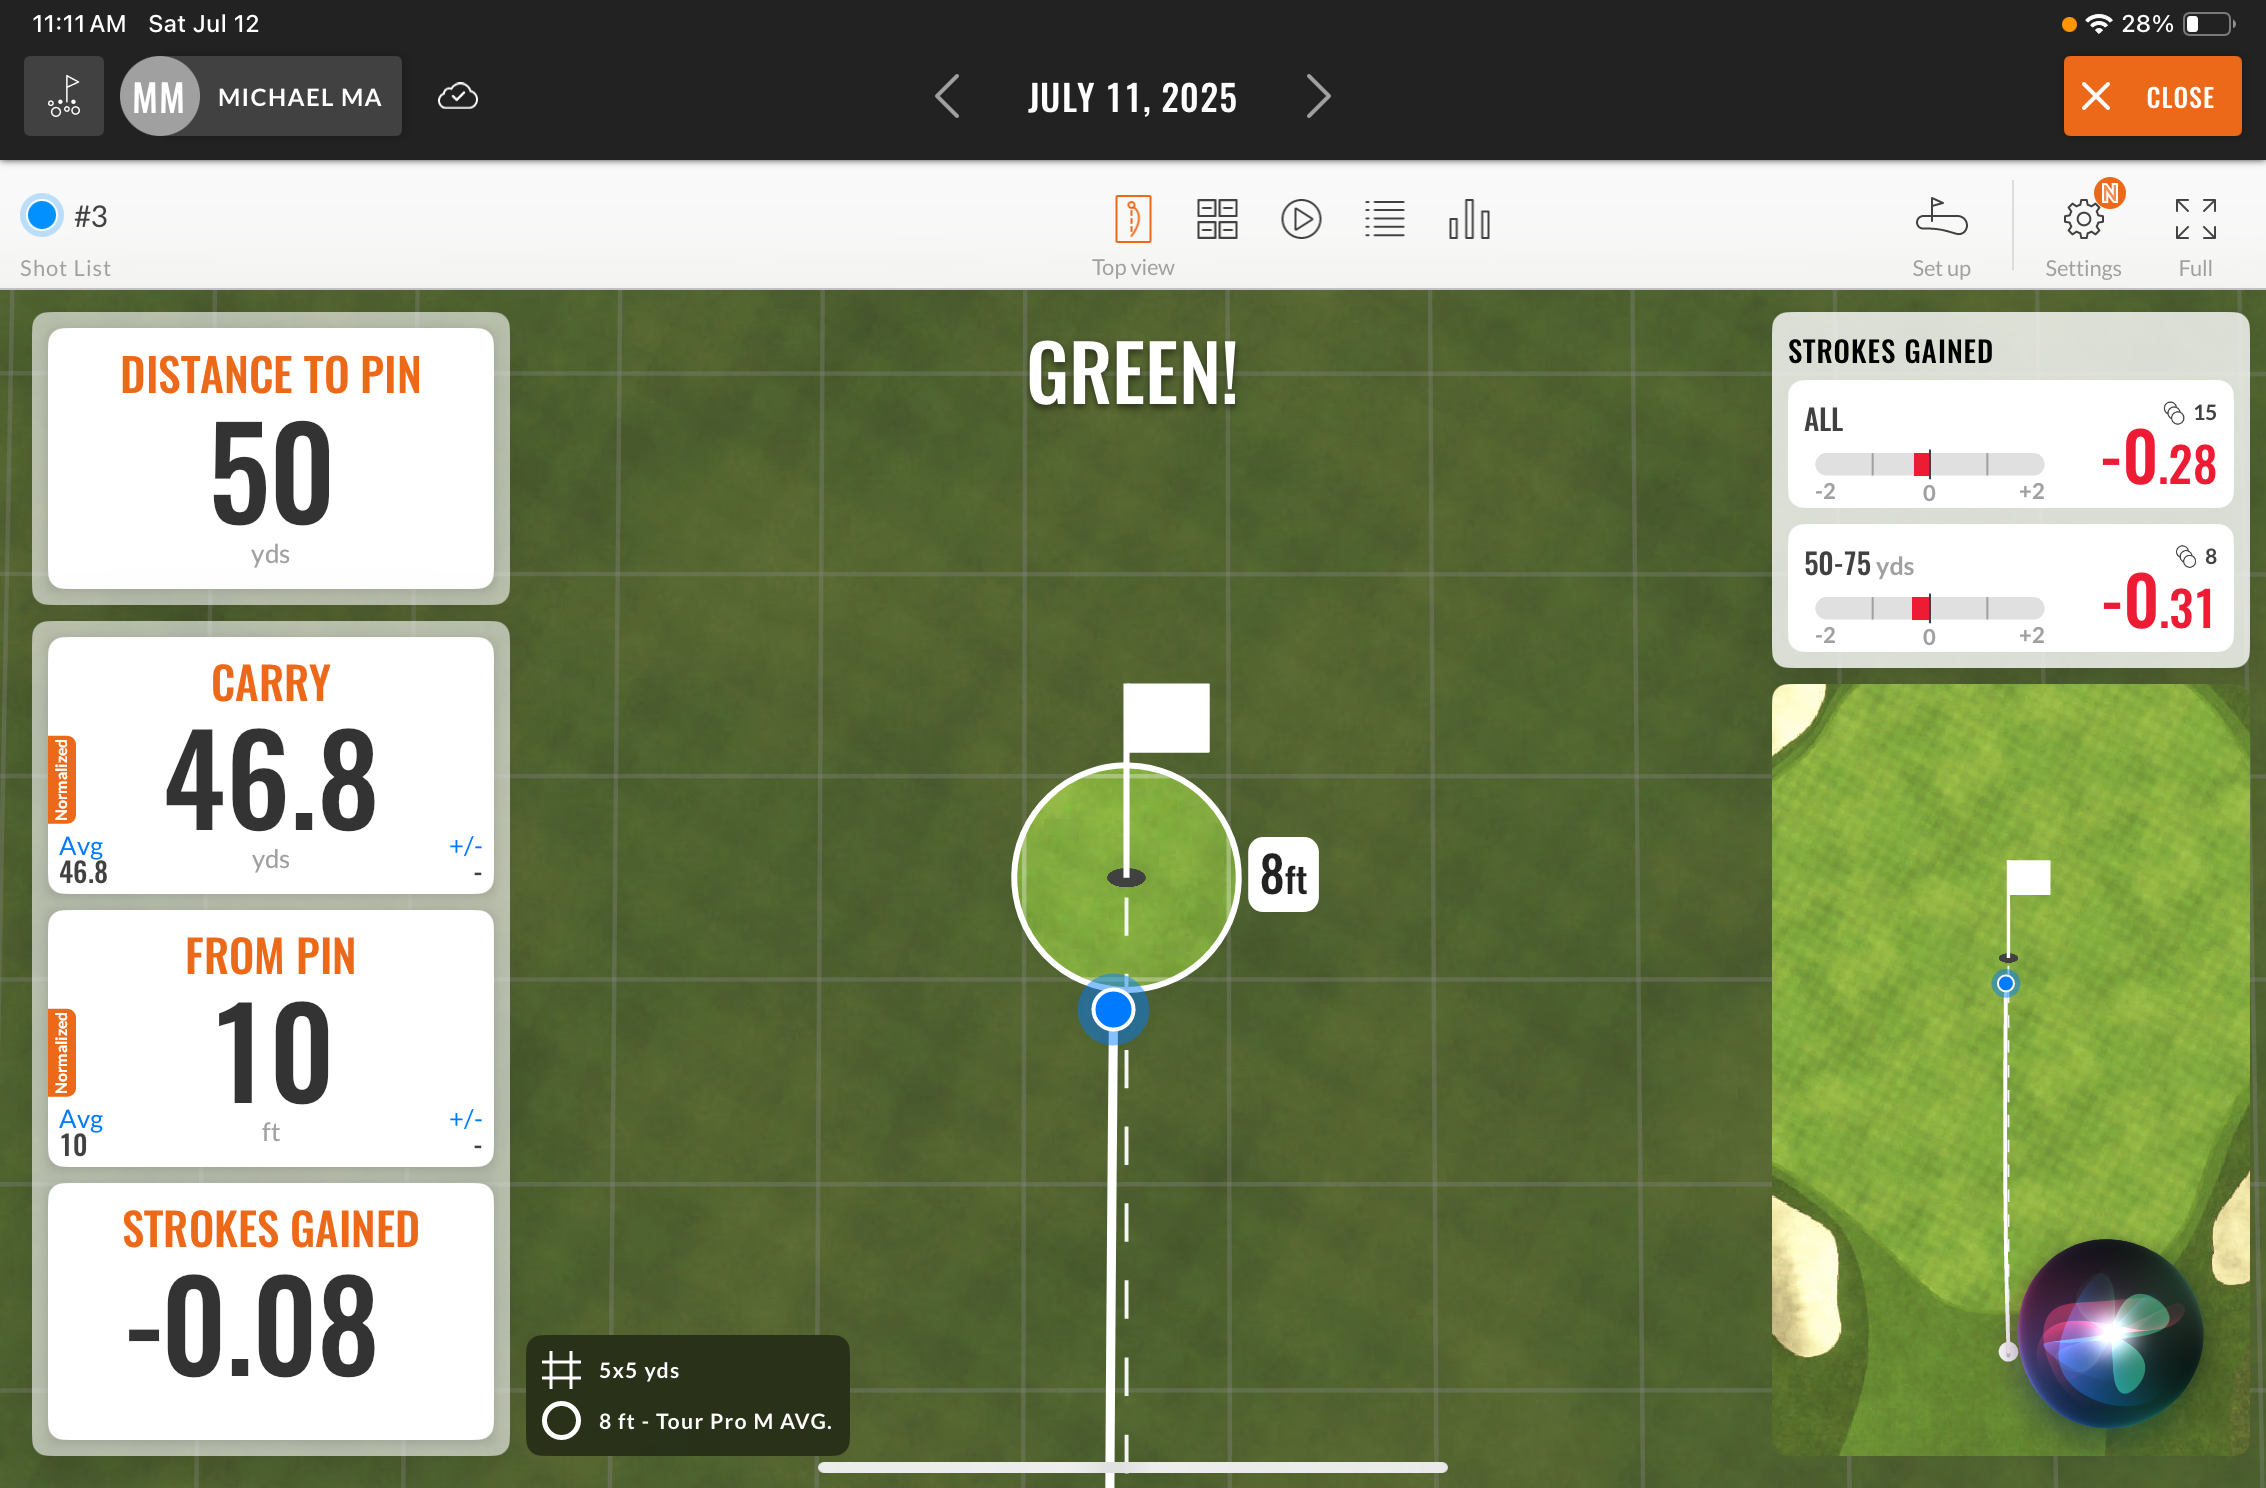 11:11 AM Sat Jul 12
28%
MM MICHAEL MA
JULY 11, 2025
CLOSE
#3
Shot List
Top view
Set up
N
Settings
Full
GREEN!
DISTANCE TO PIN
50
yds
CARRY
Normalized
46.8
yds
Avg
46.8
+/-
-
FROM PIN
Normalized
10
ft
Avg
10
+/-
-
STROKES GAINED
-0.08
8ft
5x5 yds
8 ft - Tour Pro M AVG.
STROKES GAINED
ALL
15
-0.28
-2 0 +2
50-75 yds
8
-0.31
-2 0 +2